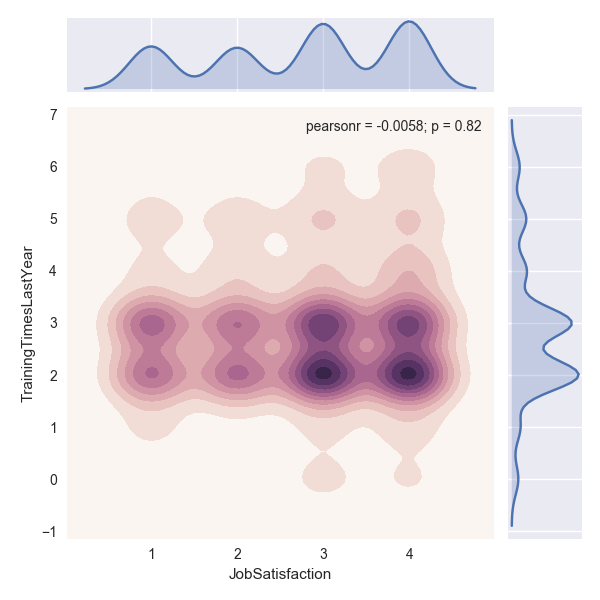 pearsonr = -0.0058; p = 0.82
7
6
5
4
3
2
1
0
−1
TrainingTimesLastYear
1 2 3 4
JobSatisfaction